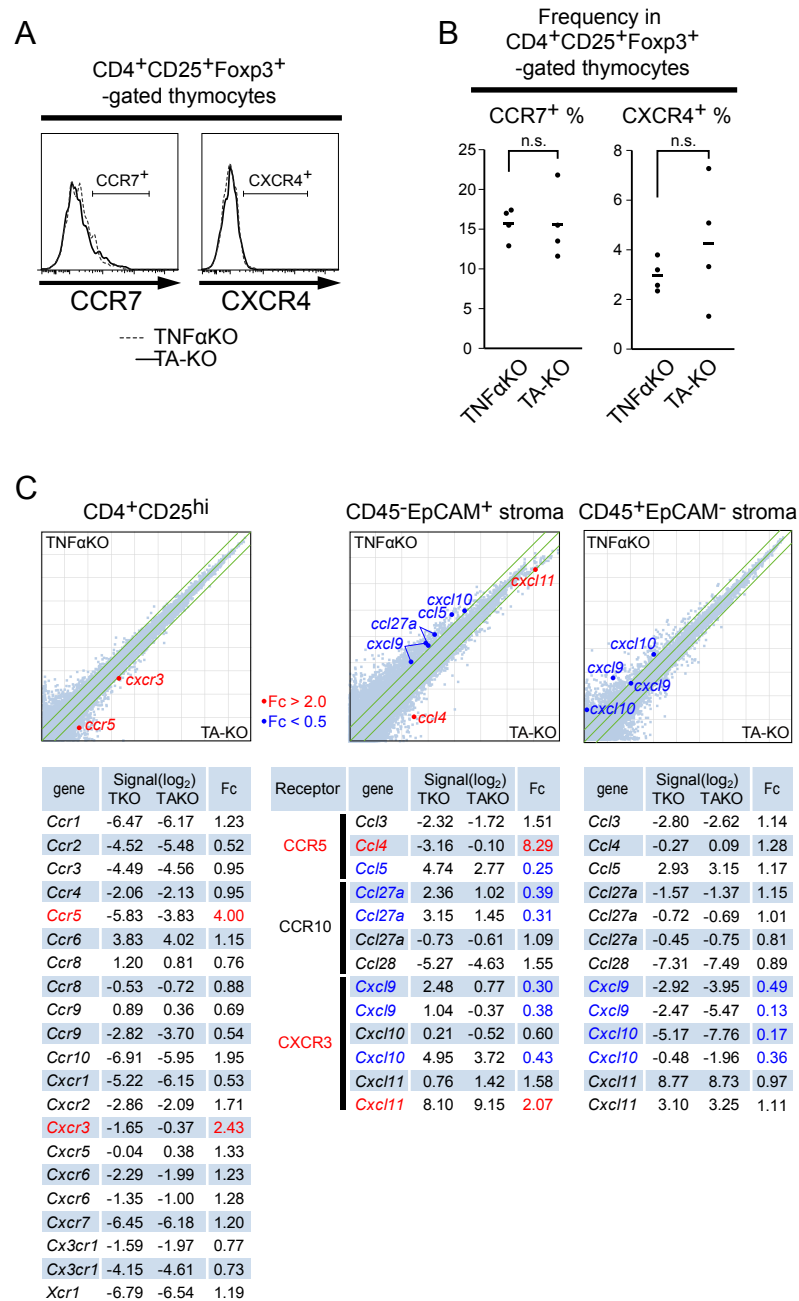 A
CD4+CD25+Foxp3+
-gated thymocytes
CCR7+
CXCR4+
CCR7
CXCR4
TNFαKO
TA-KO
B
Frequency in
CD4+CD25+Foxp3+
-gated thymocytes
CCR7+ %
CXCR4+ %
n.s.
n.s.
25
20
15
10
5
0
8
6
4
2
0
TNFαKO
TA-KO
TNFαKO
TA-KO
C
CD4+CD25hi
TNFαKO
cxcr3
ccr5
TA-KO
Fc > 2.0
Fc < 0.5
CD45-EpCAM+ stroma
TNFαKO
cxcl11
cxcl10
ccl5
ccl27a
cxcl9
ccl4
TA-KO
CD45+EpCAM- stroma
TNFαKO
cxcl10
cxcl9
cxcl9
cxcl10
TA-KO
gene Signal(log2) Fc
TKO TAKO
Ccr1 -6.47 -6.17 1.23
Ccr2 -4.52 -5.48 0.52
Ccr3 -4.49 -4.56 0.95
Ccr4 -2.06 -2.13 0.95
Ccr5 -5.83 -3.83 4.00
Ccr6 3.83 4.02 1.15
Ccr8 1.20 0.81 0.76
Ccr8 -0.53 -0.72 0.88
Ccr9 0.89 0.36 0.69
Ccr9 -2.82 -3.70 0.54
Ccr10 -6.91 -5.95 1.95
Cxcr1 -5.22 -6.15 0.53
Cxcr2 -2.86 -2.09 1.71
Cxcr3 -1.65 -0.37 2.43
Cxcr5 -0.04 0.38 1.33
Cxcr6 -2.29 -1.99 1.23
Cxcr6 -1.35 -1.00 1.28
Cxcr7 -6.45 -6.18 1.20
Cx3cr1 -1.59 -1.97 0.77
Cx3cr1 -4.15 -4.61 0.73
Xcr1 -6.79 -6.54 1.19
Receptor gene Signal(log2) Fc
TKO TAKO
Ccl3 -2.32 -1.72 1.51
CCR5 Ccl4 -3.16 -0.10 8.29
Ccl5 4.74 2.77 0.25
Ccl27a 2.36 1.02 0.39
CCR10 Ccl27a 3.15 1.45 0.31
Ccl27a -0.73 -0.61 1.09
Ccl28 -5.27 -4.63 1.55
Cxcl9 2.48 0.77 0.30
Cxcl9 1.04 -0.37 0.38
CXCR3 Cxcl10 0.21 -0.52 0.60
Cxcl10 4.95 3.72 0.43
Cxcl11 0.76 1.42 1.58
Cxcl11 8.10 9.15 2.07
gene Signal(log2) Fc
TKO TAKO
Ccl3 -2.80 -2.62 1.14
Ccl4 -0.27 0.09 1.28
Ccl5 2.93 3.15 1.17
Ccl27a -1.57 -1.37 1.15
Ccl27a -0.72 -0.69 1.01
Ccl27a -0.45 -0.75 0.81
Ccl28 -7.31 -7.49 0.89
Cxcl9 -2.92 -3.95 0.49
Cxcl9 -2.47 -5.47 0.13
Cxcl10 -5.17 -7.76 0.17
Cxcl10 -0.48 -1.96 0.36
Cxcl11 8.77 8.73 0.97
Cxcl11 3.10 3.25 1.11